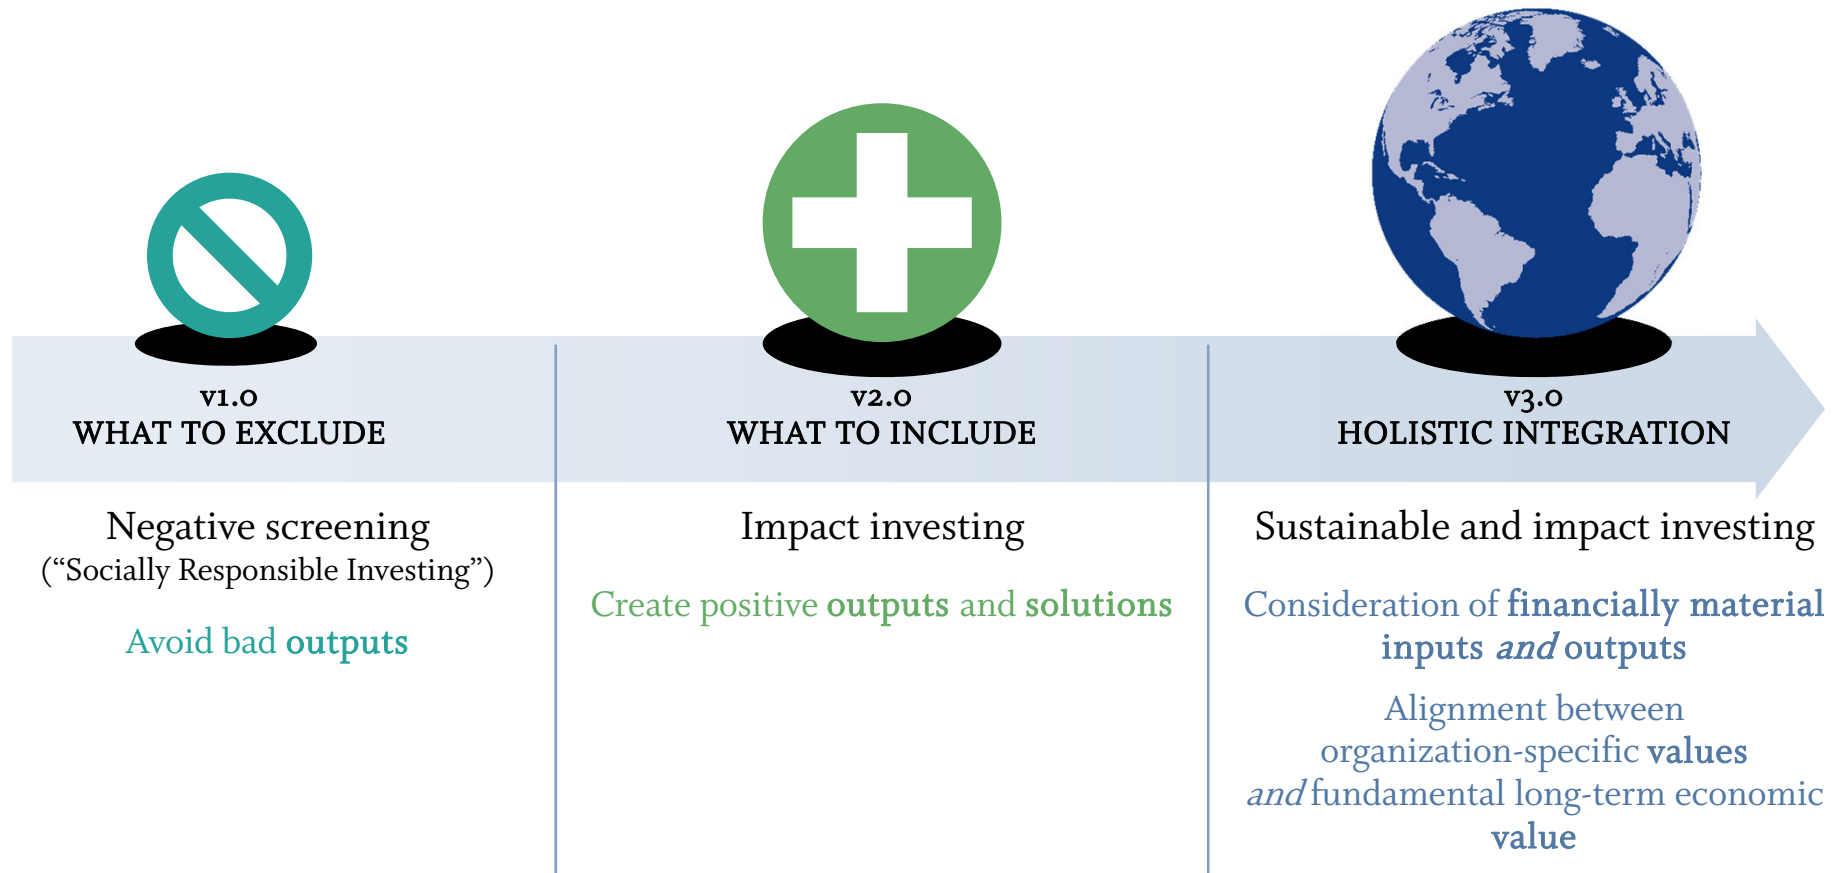 v1.0
WHAT TO EXCLUDE
Negative screening
(“Socially Responsible Investing”)
Avoid bad outputs
v2.0
WHAT TO INCLUDE
Impact investing
Create positive outputs and solutions
v3.0
HOLISTIC INTEGRATION
Sustainable and impact investing
Consideration of financially material
inputs and outputs
Alignment between
organization-specific values
and fundamental long-term economic
value